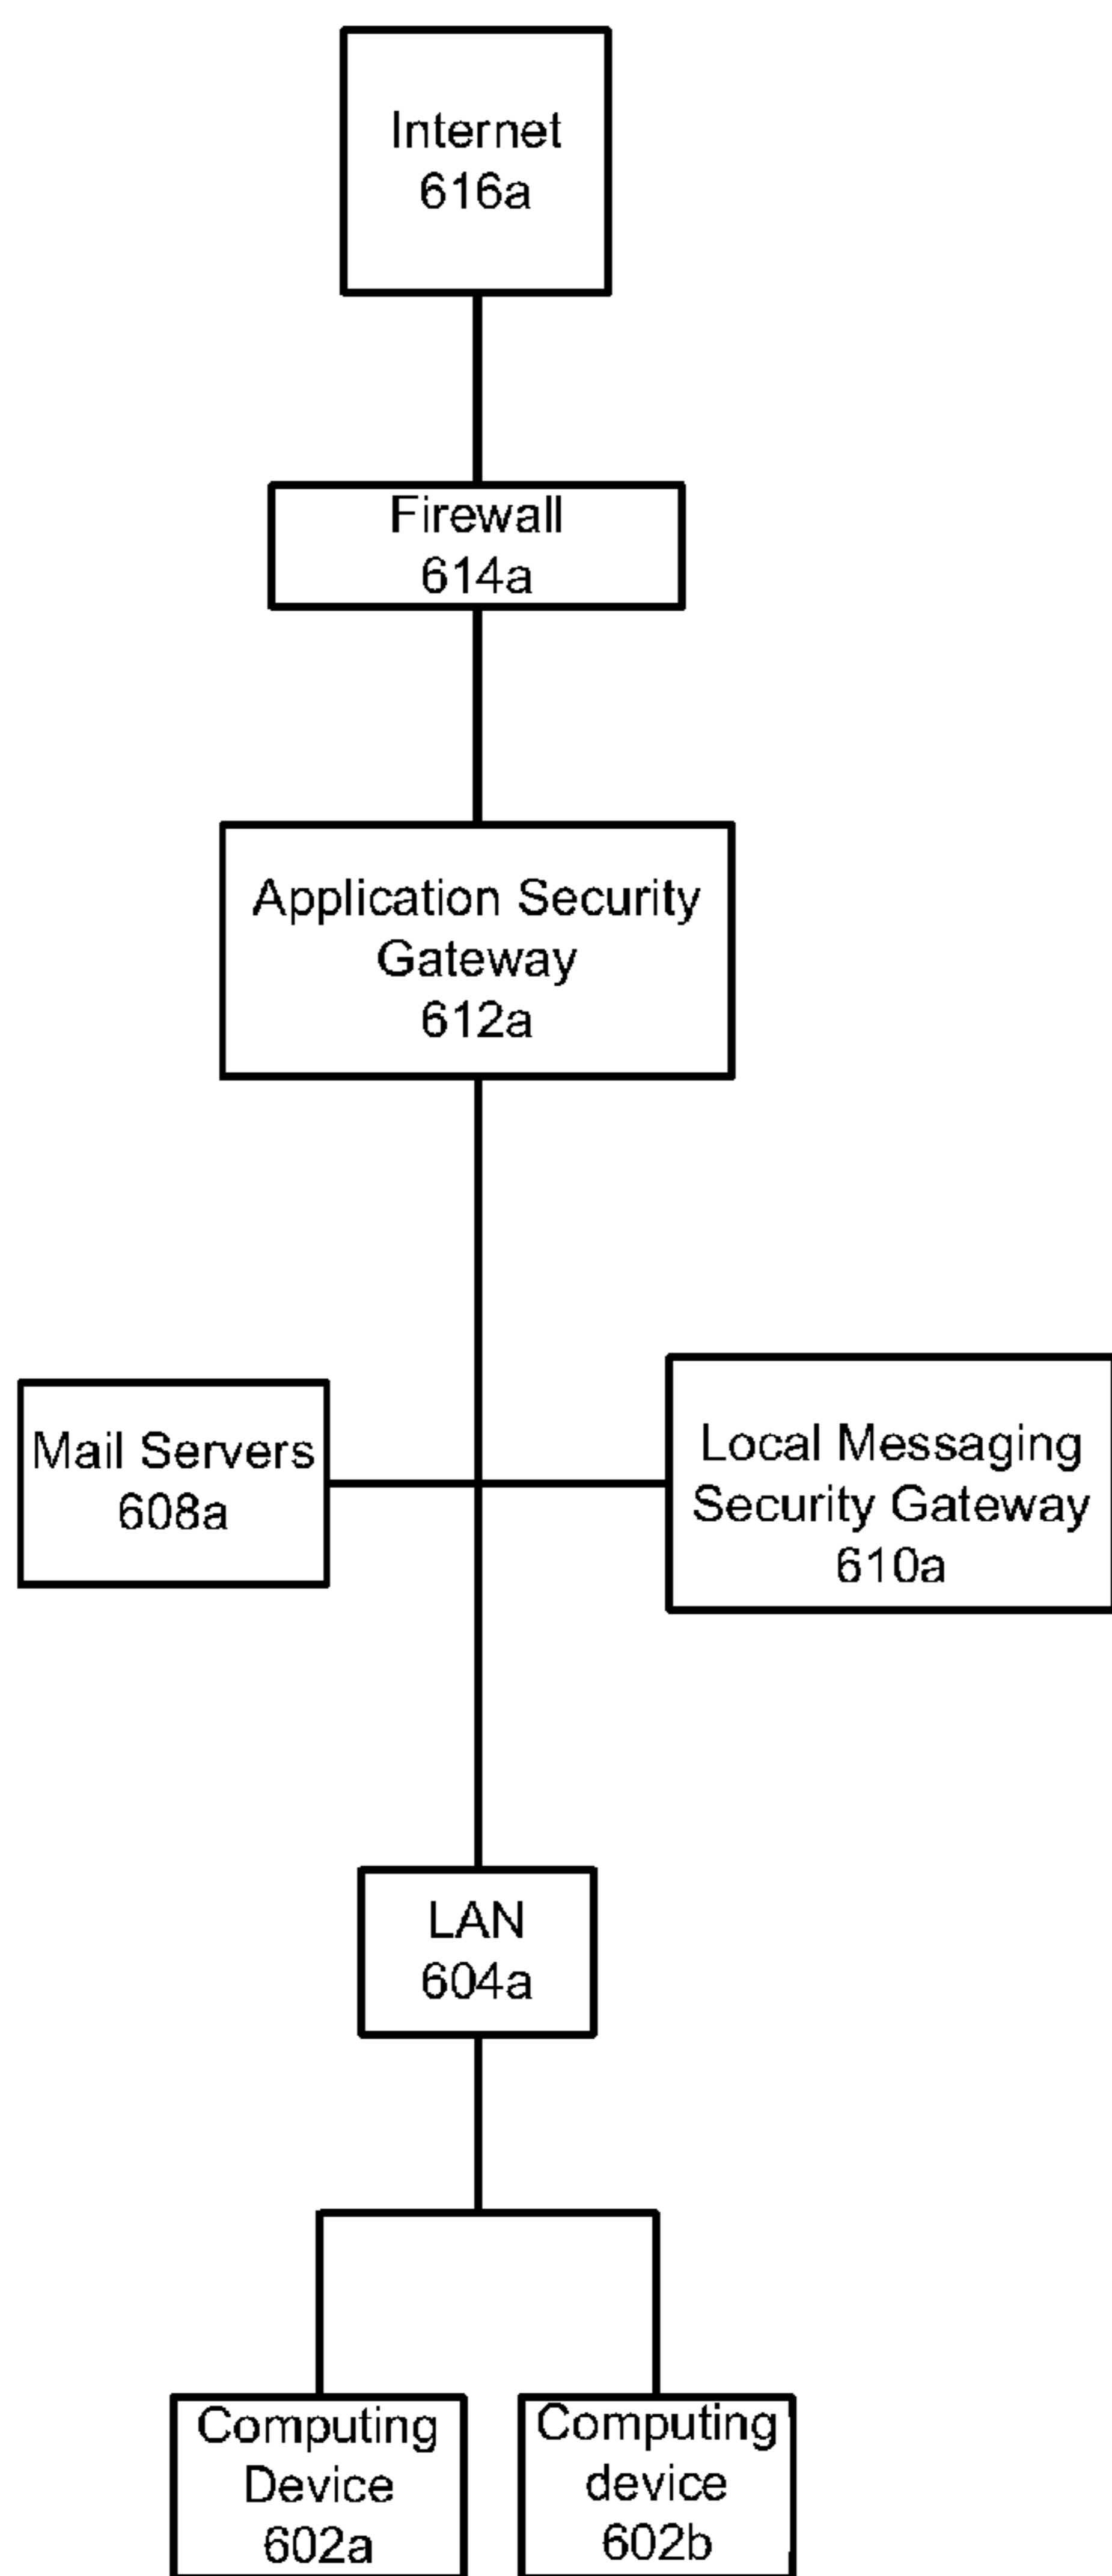 Internet
616a
Firewall
614a
Application Security
Gateway
612a
Mail Servers
608a
Local Messaging
Security Gateway
610a
LAN
604a
Computing
Device
602a
Computing
device
602b